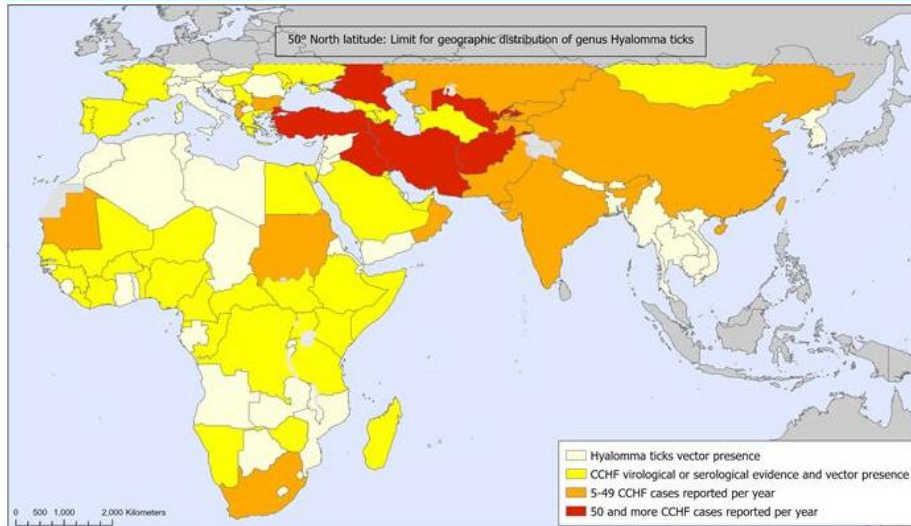 50º North latitude: Limit for geographic distribution of genus Hyalomma ticks
Hyalomma ticks vector presence
CCHF virological or serological evidence and vector presence
5-49 CCHF cases reported per year
50 and more CCHF cases reported per year
0 500 1,000 2,000 Kilometers